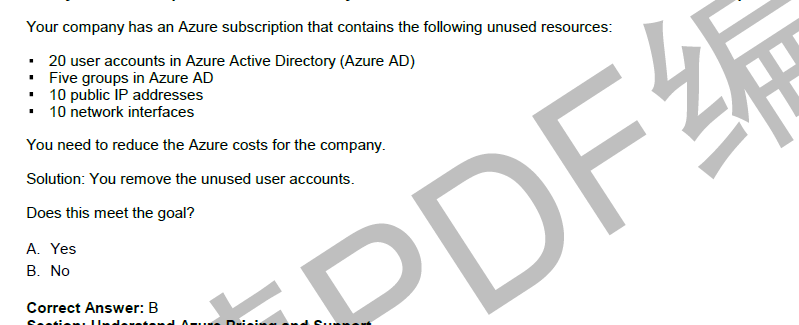 Your company has an Azure subscription that contains the following unused resources:
▪ 20 user accounts in Azure Active Directory (Azure AD)
▪ Five groups in Azure AD
▪ 10 public IP addresses
▪ 10 network interfaces
You need to reduce the Azure costs for the company.
Solution: You remove the unused user accounts.
Does this meet the goal?
A. Yes
B. No
Correct Answer: B
Section: Understand Azure Pricing and Support
PDF编